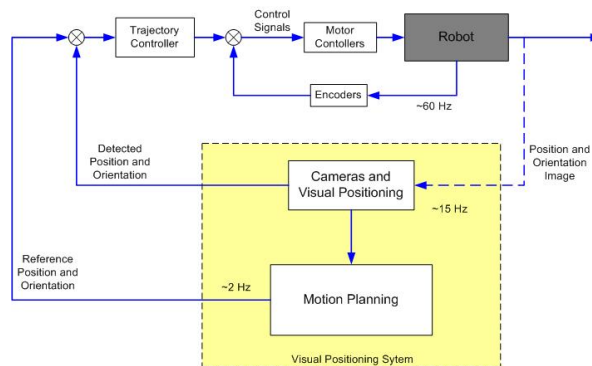 Trajectory
Controller
Control
Signals
Motor
Contollers
Robot
Encoders
~60 Hz
Detected
Position and
Orientation
Cameras and
Visual Positioning
~15 Hz
Position and
Orientation
Image
Reference
Position and
Orientation
~2 Hz
Motion Planning
Visual Positioning Sytem